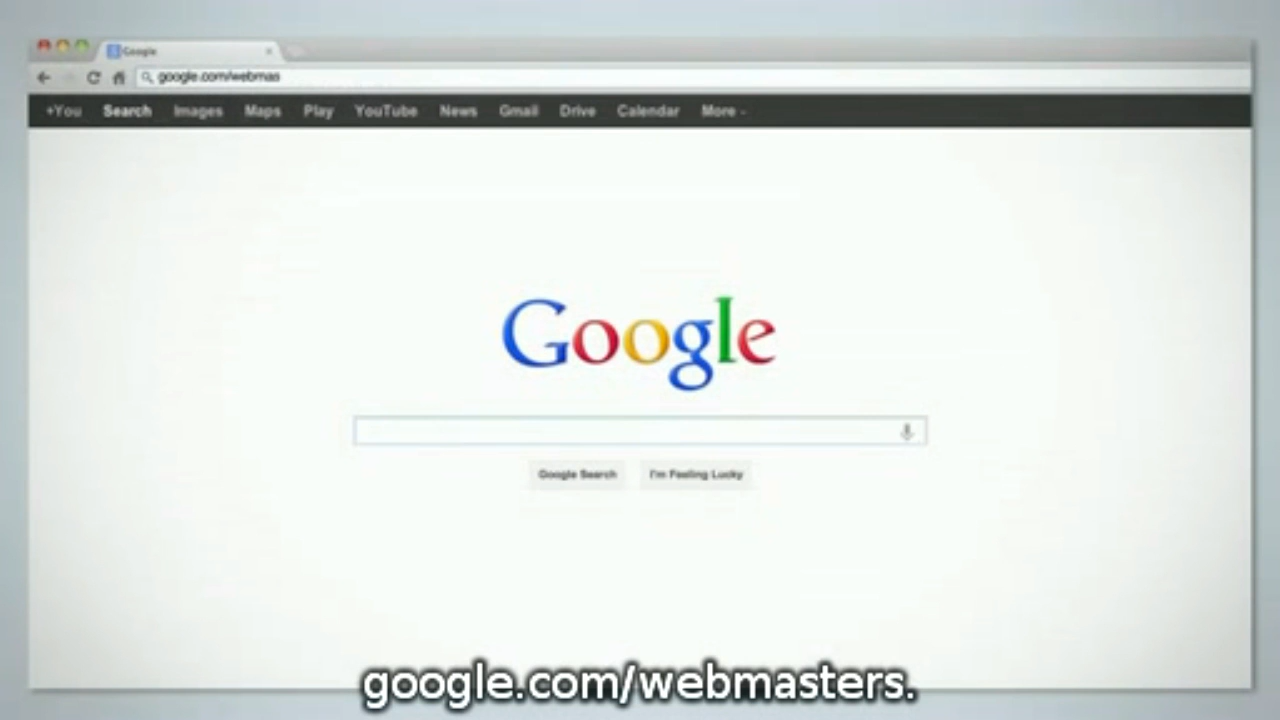 Google
google.com/webmas
+You Search Images Maps Play YouTube News Gmail Drive Calendar More
Google
Google Search I'm Feeling Lucky
google.com/webmasters.